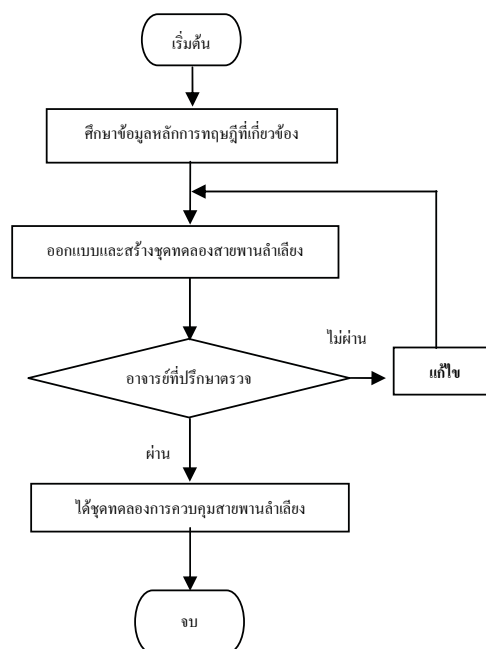 เริ่มต้น
ศึกษาข้อมูลหลักการทฤษฎีที่เกี่ยวข้อง
ออกแบบและสร้างชุดทดลองสายพานลำเลียง
ไม่ผ่าน
อาจารย์ที่ปรึกษาตรวจ
แก้ไข
ผ่าน
ได้ชุดทดลองการควบคุมสายพานลำเลียง
จบ